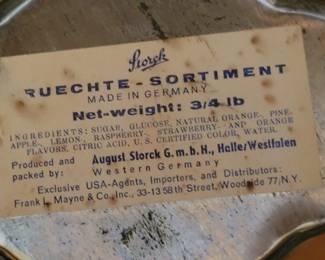 Storck
RUECHTE - SORTIMENT
MADE IN GERMANY
Net-weight: 3/4 lb
INGREDIENTS: SUGAR, GLUCOSE, NATURAL ORANGE-, PINE-
APPLE-, LEMON-, RASPBERRY-, STRAWBERRY- AND ORANGE
FLAVORS, CITRIC ACID, U.S. CERTIFIED COLOR, WATER.
Produced and packed by: August Storck G.m.b.H., Halle/Westfalen
Western Germany
Exclusive USA-Agents, Importers, and Distributors:
Frank L. Mayne & Co. Inc., 33-13 58th Street, Woodside 77, N.Y.